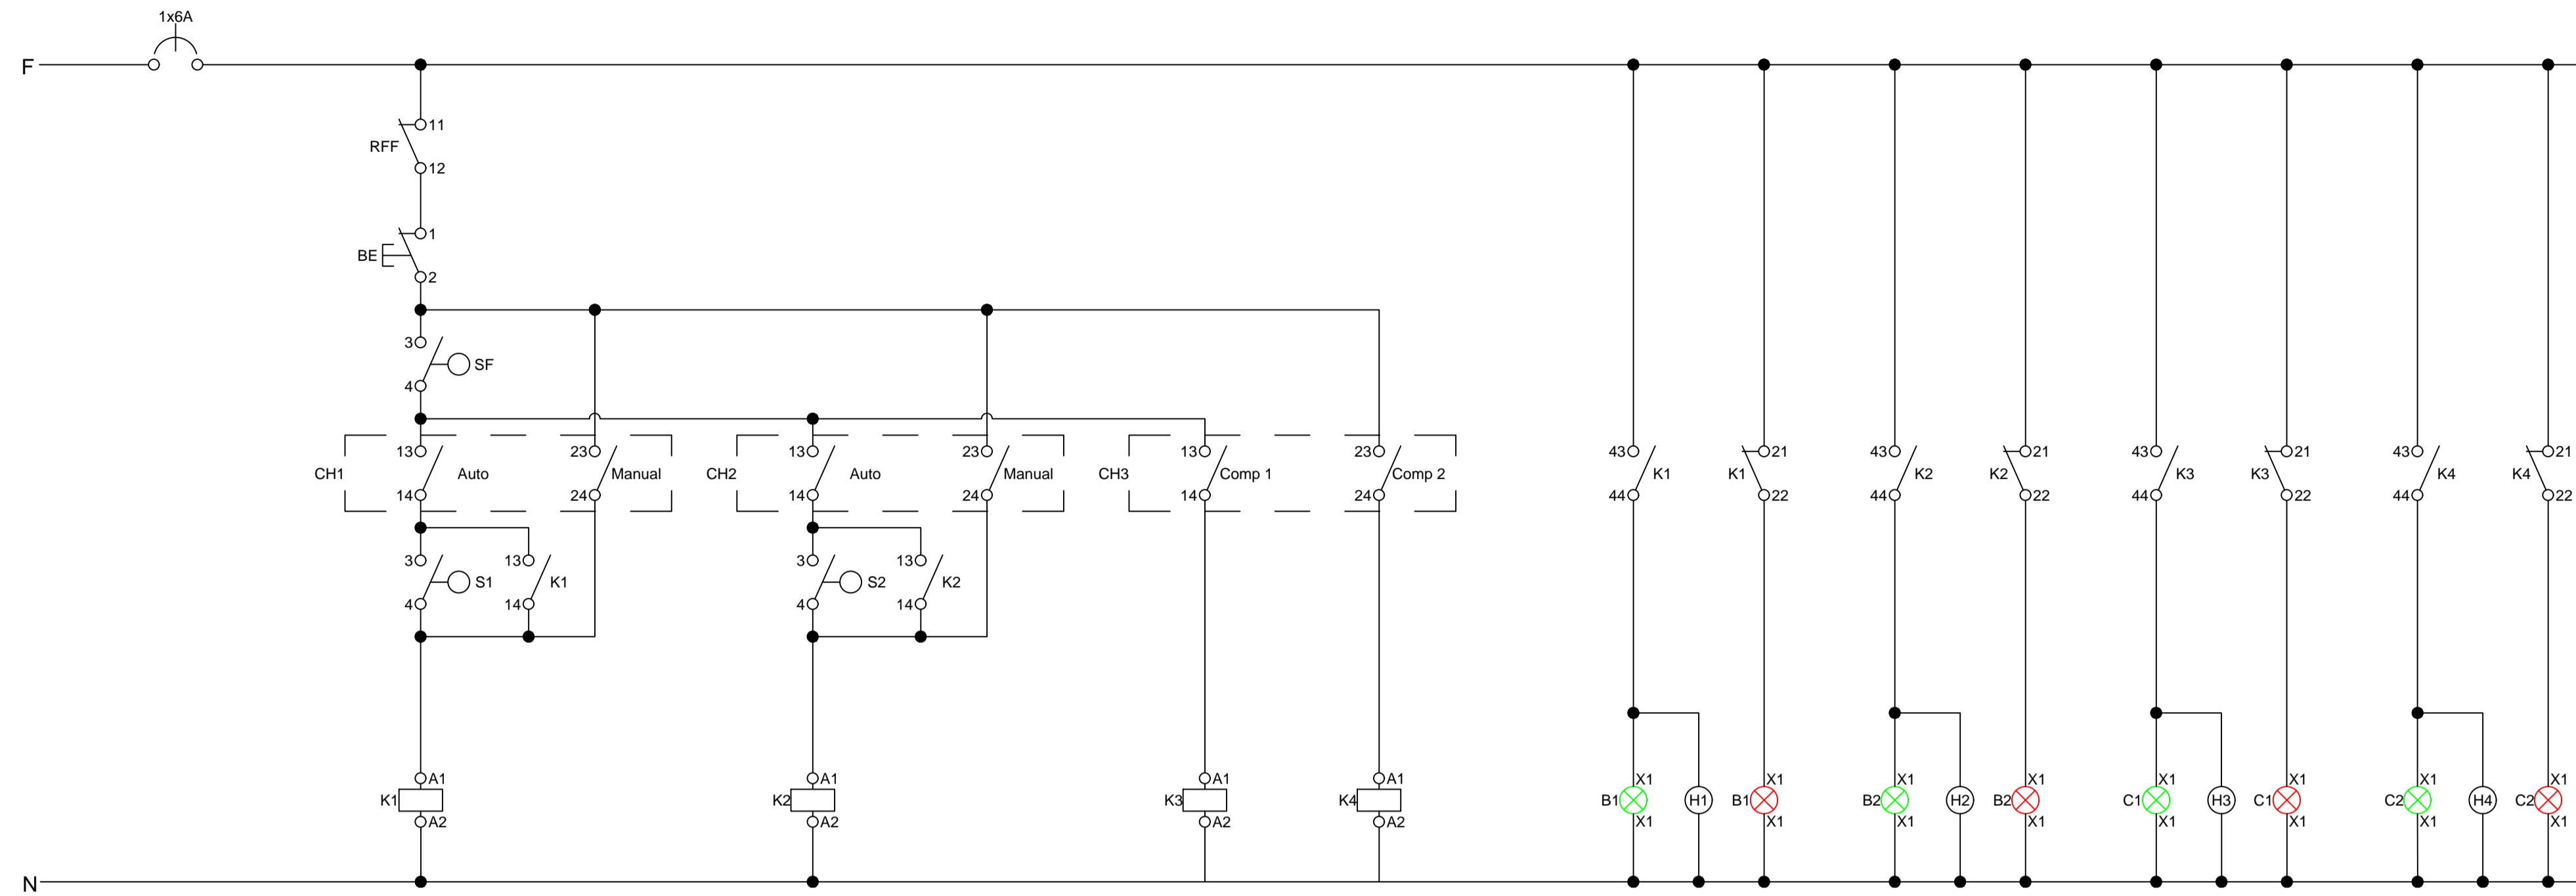 1x6A
F
11
RFF
12
1
BE
2
3
SF
4
13 23 13 23 13 23 43 21 43 21 43 21 43 21
CH1 Auto Manual CH2 Auto Manual CH3 Comp 1 Comp 2 K1 K1 K2 K2 K3 K3 K4 K4
14 24 14 24 14 24 44 22 44 22 44 22 44 22
3 13 3 13
S1 K1 S2 K2
4 14 4 14
A1 A1 A1 A1 X1 X1 X1 X1 X1 X1 X1 X1
K1 K2 K3 K4 B1 H1 B1 B2 H2 B2 C1 H3 C1 C2 H4 C2
A2 A2 A2 A2 X1 X1 X1 X1 X1 X1 X1 X1
N